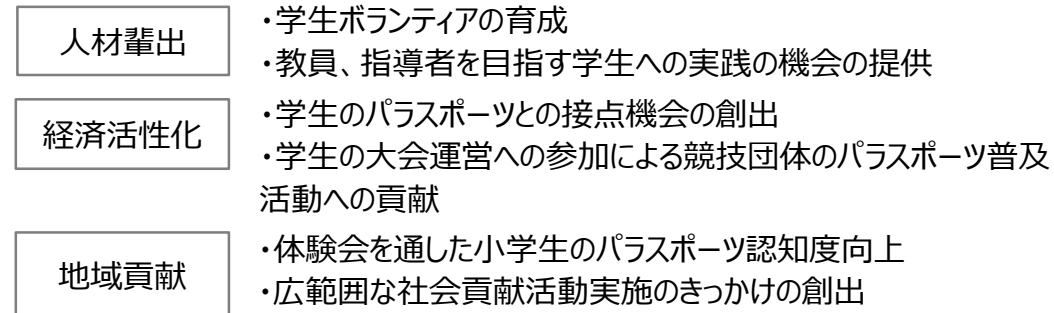 人材輩出
・学生ボランティアの育成
・教員、指導者を目指す学生への実践の機会の提供
経済活性化
・学生のパラスポーツとの接点機会の創出
・学生の大会運営への参加による競技団体のパラスポーツ普及
活動への貢献
地域貢献
・体験会を通した小学生のパラスポーツ認知度向上
・広範囲な社会貢献活動実施のきっかけの創出